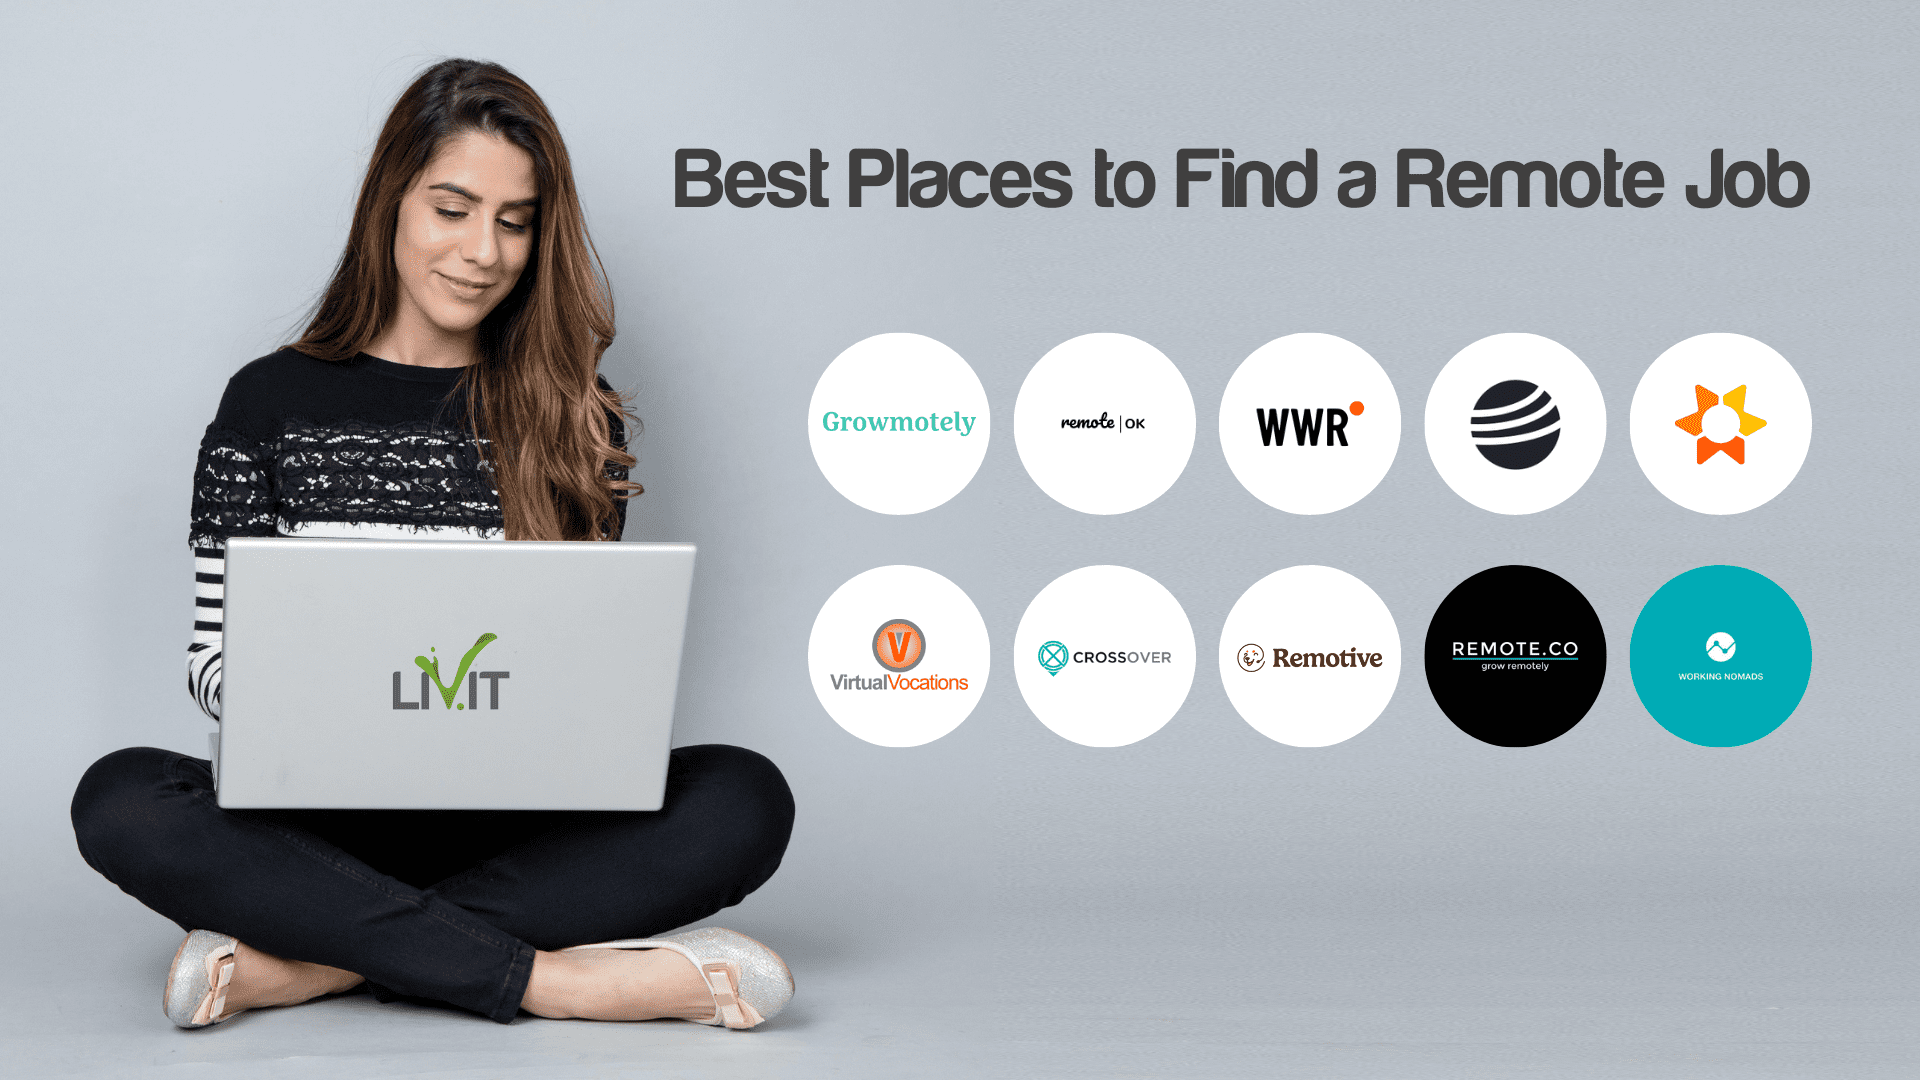 Best Places to Find a Remote Job
Growmotely
remote | OK
WWR
VirtualVocations
CROSSOVER
Remotive
REMOTE.CO
grow remotely
WORKING NOMADS
LIV.IT